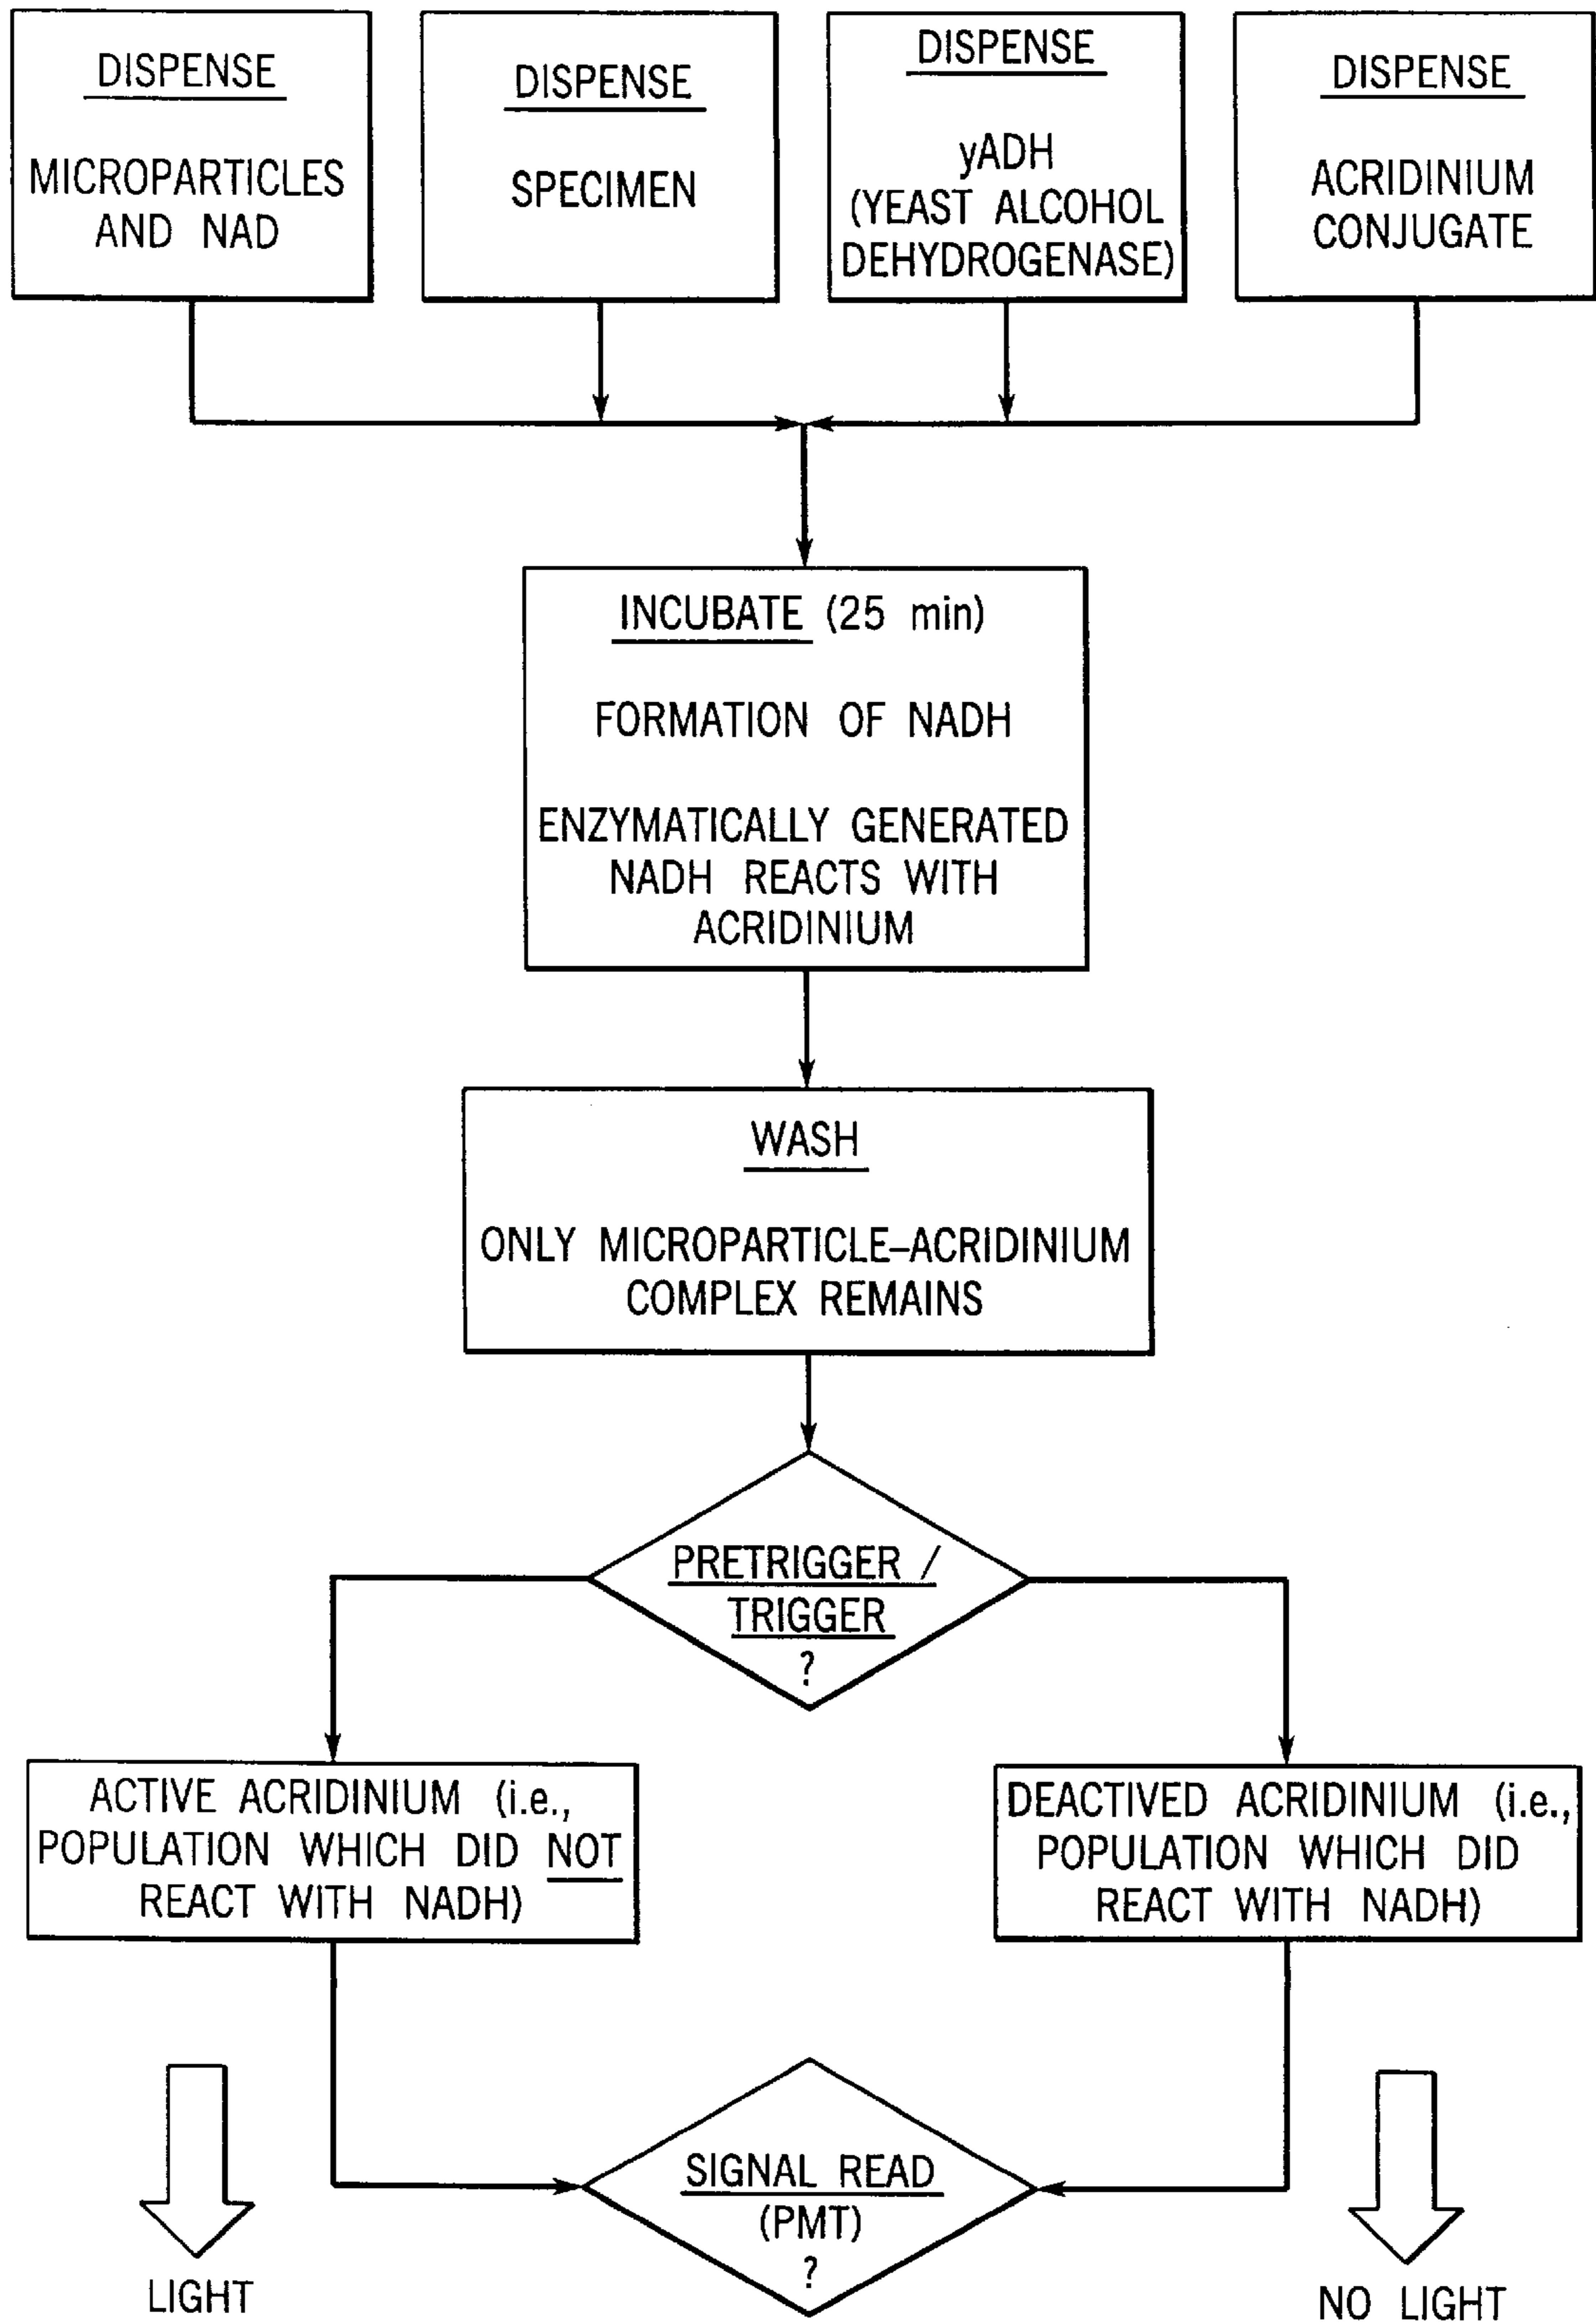 DISPENSE
MICROPARTICLES
AND NAD
DISPENSE
SPECIMEN
DISPENSE
yADH
(YEAST ALCOHOL
DEHYDROGENASE)
DISPENSE
ACRIDINIUM
CONJUGATE
INCUBATE (25 min)
FORMATION OF NADH
ENZYMATICALLY GENERATED
NADH REACTS WITH
ACRIDINIUM
WASH
ONLY MICROPARTICLE–ACRIDINIUM
COMPLEX REMAINS
PRETRIGGER /
TRIGGER
?
ACTIVE ACRIDINIUM (i.e.,
POPULATION WHICH DID NOT
REACT WITH NADH)
DEACTIVED ACRIDINIUM (i.e.,
POPULATION WHICH DID
REACT WITH NADH)
SIGNAL READ
(PMT)
?
LIGHT
NO LIGHT